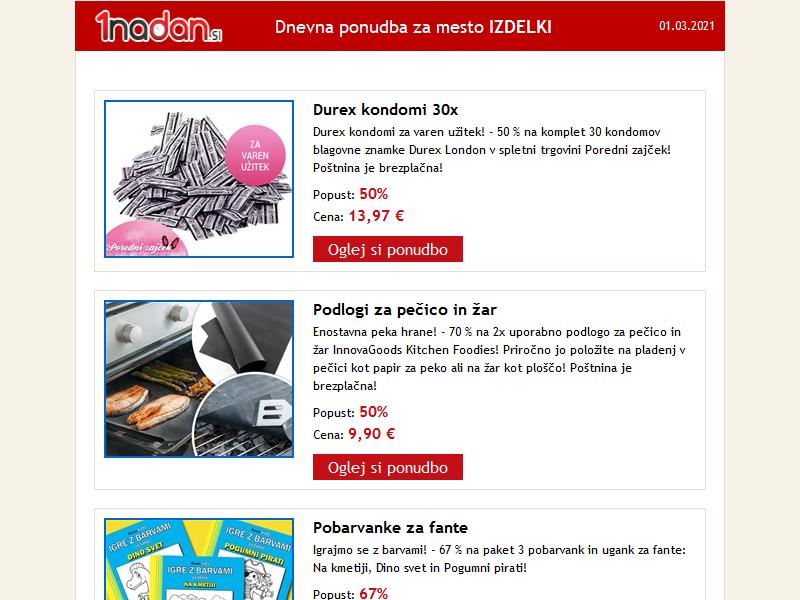 1nadan.si
Dnevna ponudba za mesto IZDELKI
01.03.2021
ZA
VAREN
UŽITEK
Poredni zajček
Durex kondomi 30x
Durex kondomi za varen užitek! - 50 % na komplet 30 kondomov
blagovne znamke Durex London v spletni trgovini Poredni zajček!
Poštnina je brezplačna!
Popust: 50%
Cena: 13,97 €
Oglej si ponudbo
Podlogi za pečico in žar
Enostavna peka hrane! - 70 % na 2x uporabno podlogo za pečico in
žar InnovaGoods Kitchen Foodies! Priročno jo položite na pladenj v
pečici kot papir za peko ali na žar kot ploščo! Poštnina je
brezplačna!
Popust: 50%
Cena: 9,90 €
Oglej si ponudbo
IGRE Z BARVAMI
DINO SVET
IGRE Z BARVAMI
POGUMNI PIRATI
IGRE Z BARVAMI
NA KMETIJI
Pobarvanke za fante
Igrajmo se z barvami! - 67 % na paket 3 pobarvank in ugank za fante:
Na kmetiji, Dino svet in Pogumni pirati!
Popust: 67%